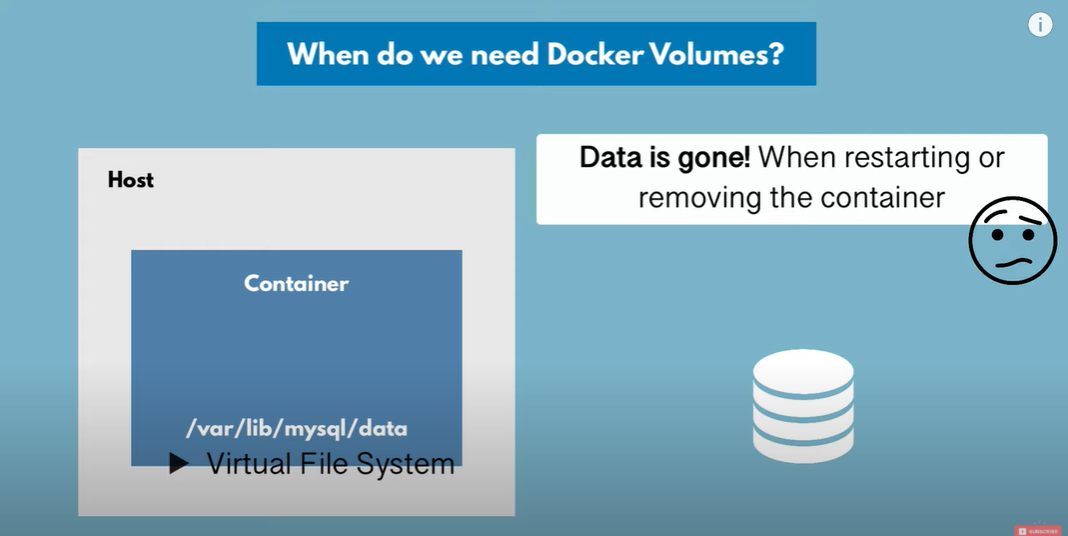 When do we need Docker Volumes?
Host
Container
/var/lib/mysql/data
Virtual File System
Data is gone! When restarting or
removing the container
SUBSCRIBE